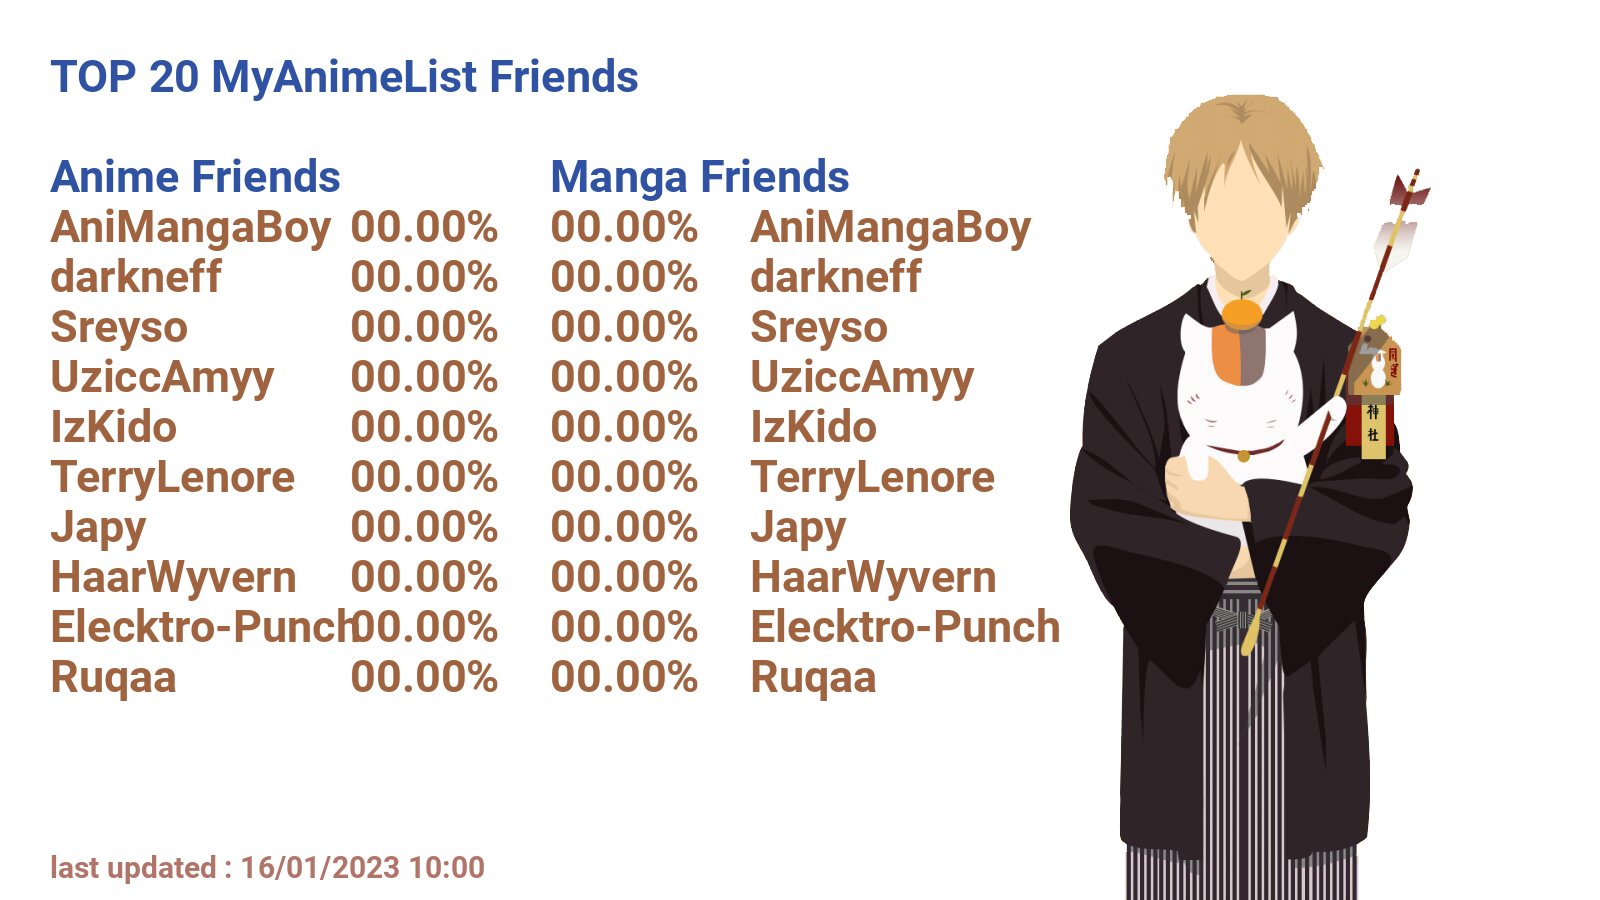 TOP 20 MyAnimeList Friends
Anime Friends Manga Friends
AniMangaBoy 00.00% 00.00% AniMangaBoy
darkneff 00.00% 00.00% darkneff
Sreyso 00.00% 00.00% Sreyso
UziccAmyy 00.00% 00.00% UziccAmyy
IzKido 00.00% 00.00% IzKido
TerryLenore 00.00% 00.00% TerryLenore
Japy 00.00% 00.00% Japy
HaarWyvern 00.00% 00.00% HaarWyvern
Elecktro-Punch 00.00% 00.00% Elecktro-Punch
Ruqaa 00.00% 00.00% Ruqaa
神社
last updated : 16/01/2023 10:00